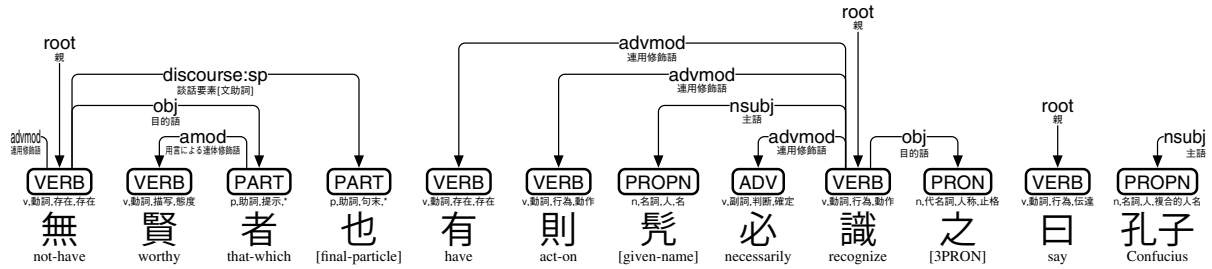 root
親
root
親
advmod
連用修飾語
discourse:sp
談話要素[文助詞]
advmod
連用修飾語
obj
目的語
nsubj
主語
root
親
advmod
連用修飾語
amod
用言による連体修飾語
advmod
連用修飾語
obj
目的語
nsubj
主語
VERB VERB PART PART VERB VERB PROPN ADV VERB PRON VERB PROPN
v,動詞,存在,存在 v,動詞,描写,態度 p,助詞,提示,* p,助詞,句末,* v,動詞,存在,存在 v,動詞,行為,動作 n,名詞,人,名 v,副詞,判断,確定 v,動詞,行為,動作 n,代名詞,人称,止格 v,動詞,行為,伝達 n,名詞,人,複合的人名
無 賢 者 也 有 則 髡 必 識 之 曰 孔子
not-have worthy that-which [final-particle] have act-on [given-name] necessarily recognize [3PRON] say Confucius